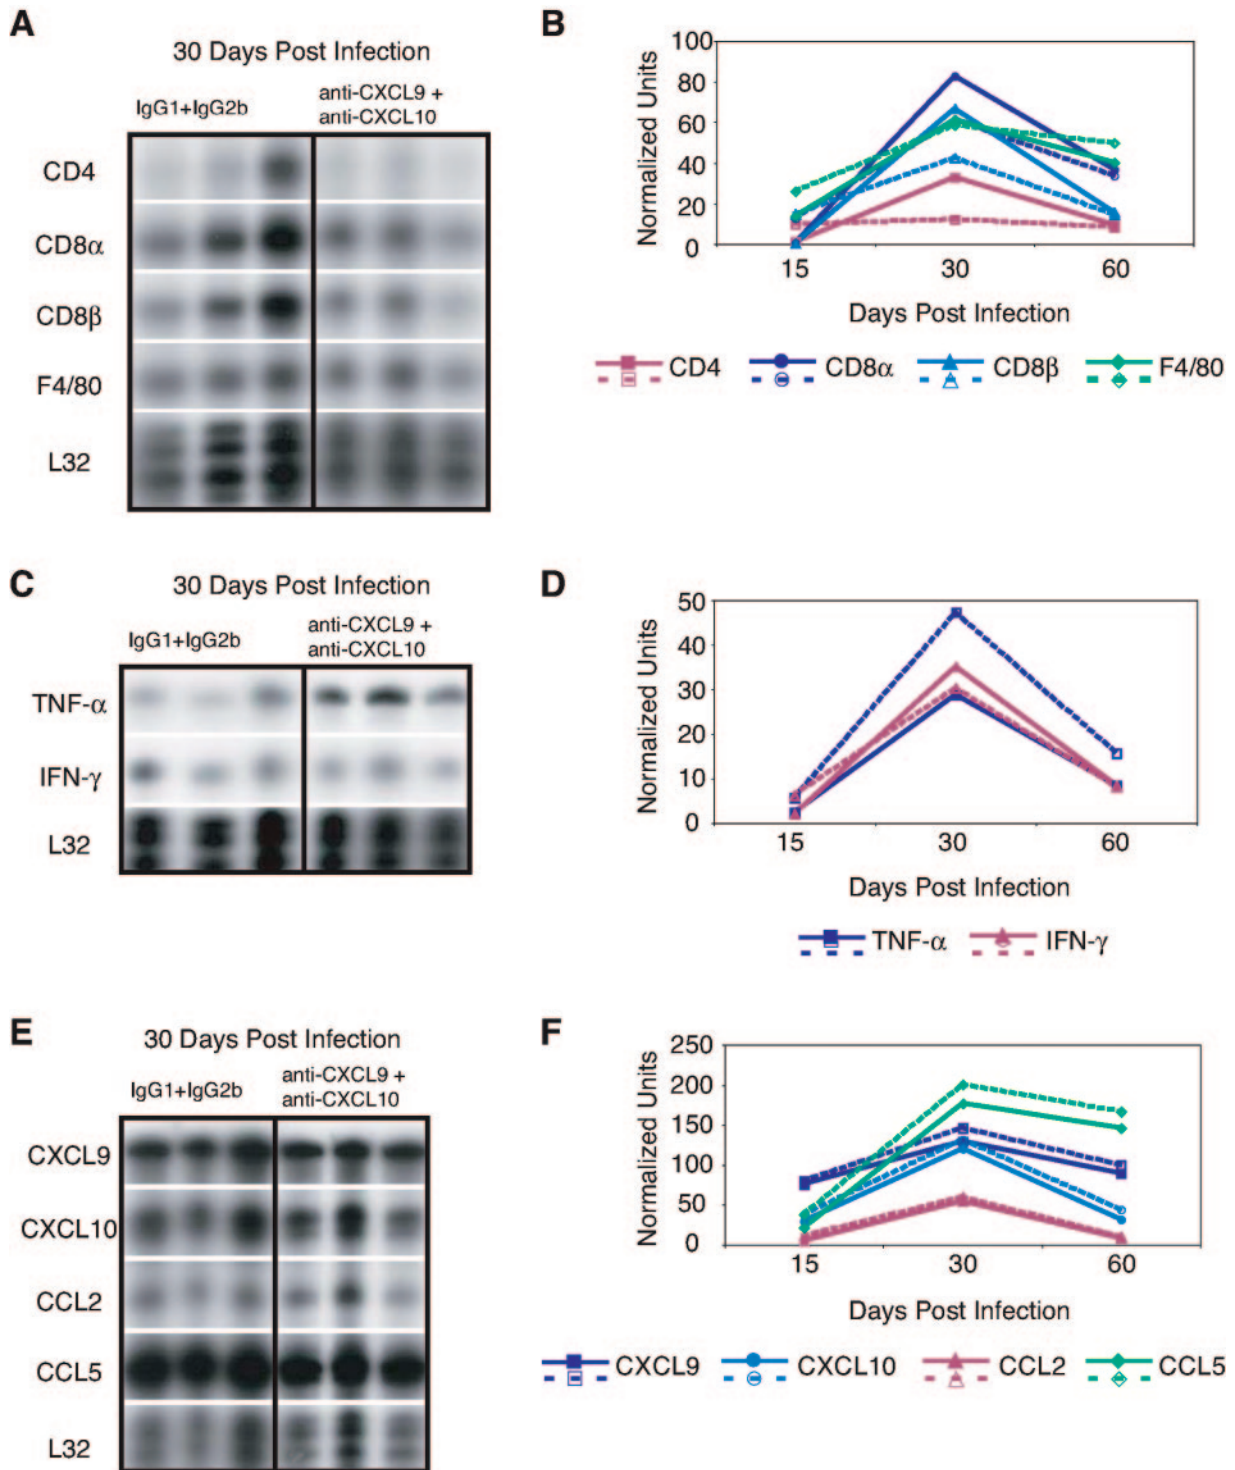 A
30 Days Post Infection
IgG1+IgG2b
anti-CXCL9 +
anti-CXCL10
CD4
CD8α
CD8β
F4/80
L32
B
Normalized Units
100
80
60
40
20
0
15 30 60
Days Post Infection
CD4 CD8α CD8β F4/80
C
30 Days Post Infection
IgG1+IgG2b
anti-CXCL9 +
anti-CXCL10
TNF-α
IFN-γ
L32
D
Normalized Units
50
40
30
20
10
0
15 30 60
Days Post Infection
TNF-α IFN-γ
E
30 Days Post Infection
IgG1+IgG2b
anti-CXCL9 +
anti-CXCL10
CXCL9
CXCL10
CCL2
CCL5
L32
F
Normalized Units
250
200
150
100
50
0
15 30 60
Days Post Infection
CXCL9 CXCL10 CCL2 CCL5